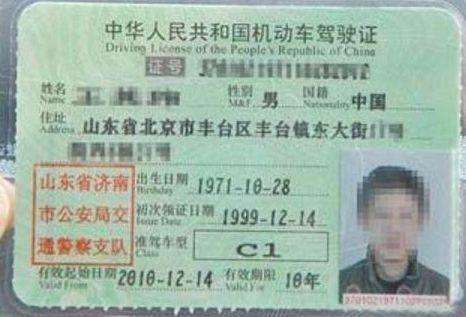 中华人民共和国机动车驾驶证
Driving License of the People's Republic of China
证号
姓名 Name 性别 M&F 男 国籍 Nationality 中国
住址 Address 山东省北京市丰台区丰台镇东大街
山东省济南
市公安局交
通警察支队
出生日期 Birthday 1971-10-28
初次领证日期 Issue Date 1999-12-14
准驾车型 Class C1
有效起始日期 Valid From 2010-12-14 有效期限 Valid For 10年